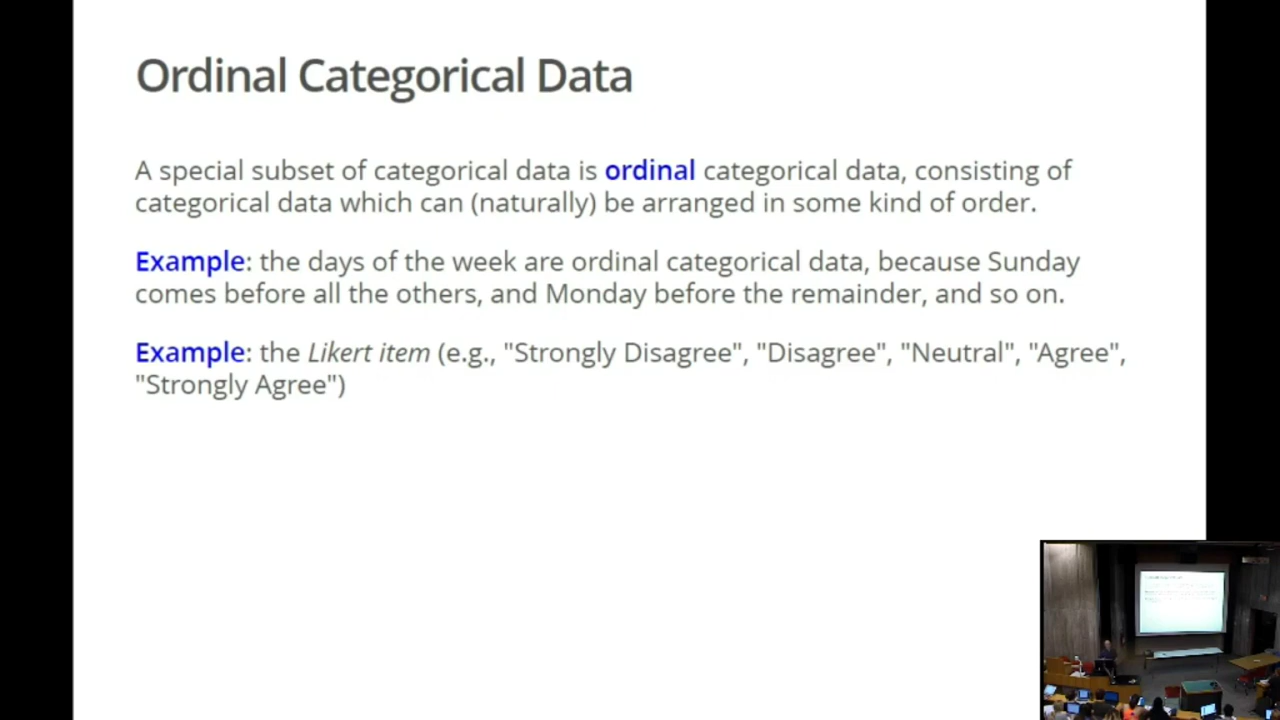 Ordinal Categorical Data
A special subset of categorical data is ordinal categorical data, consisting of
categorical data which can (naturally) be arranged in some kind of order.
Example: the days of the week are ordinal categorical data, because Sunday
comes before all the others, and Monday before the remainder, and so on.
Example: the Likert item (e.g., "Strongly Disagree", "Disagree", "Neutral", "Agree",
"Strongly Agree")